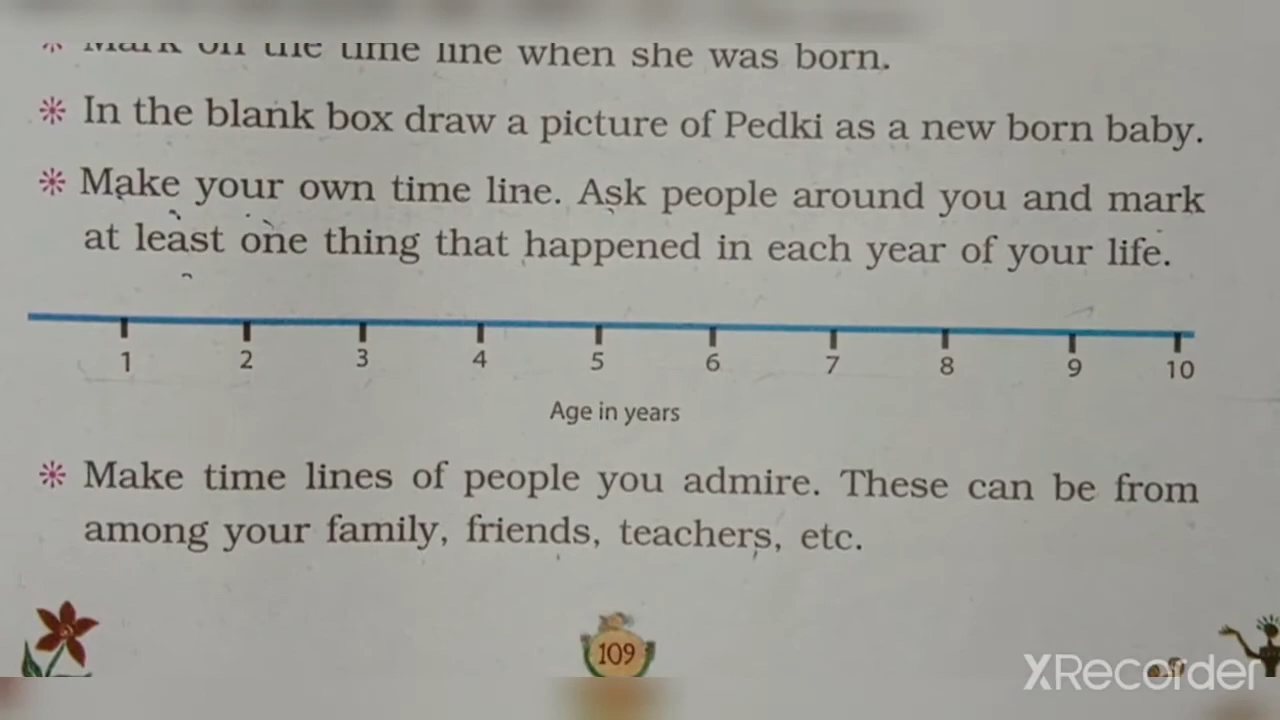 Mark on the time line when she was born.
In the blank box draw a picture of Pedki as a new born baby.
Make your own time line. Ask people around you and mark
at least one thing that happened in each year of your life.
1 2 3 4 5 6 7 8 9 10
Age in years
Make time lines of people you admire. These can be from
among your family, friends, teachers, etc.
109
XRecorder